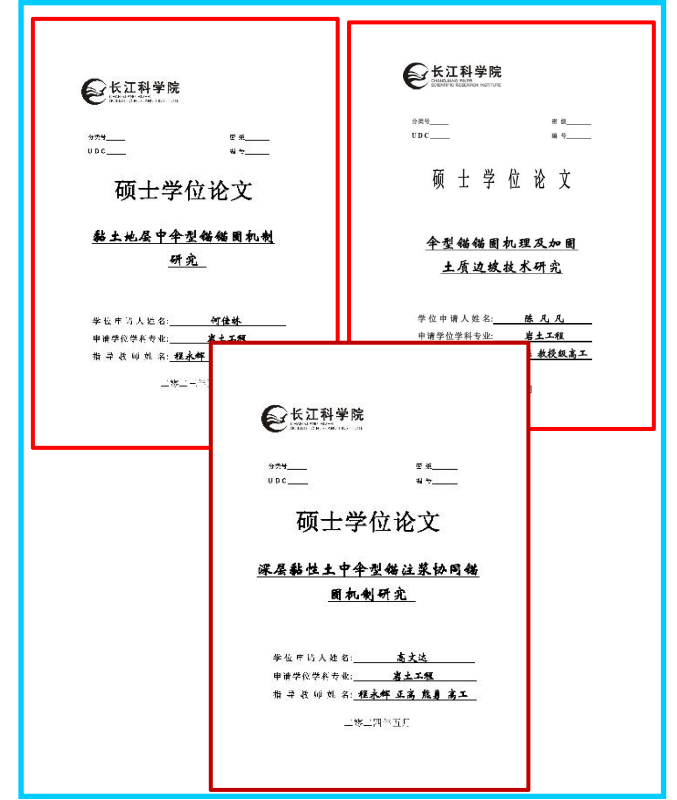 长江科学院
分类号
密级
UDC
编号
硕士学位论文
黏土地层中伞型锚锚固机制
研究
学位申请人姓名:
申请学位学科专业: 岩土工程
指导教师姓名: 程永辉
长江科学院
CHANGJIANG RIVER
SCIENTIFIC RESEARCH INSTITUTE
分类号
密级
UDC
编号
硕士学位论文
伞型锚锚固机理及加固
土质边坡技术研究
学位申请人姓名: 陈凡凡
申请学位学科专业: 岩土工程
教授级高工
长江科学院
分类号
密级
UDC
编号
硕士学位论文
深层黏性土中伞型锚注浆协同锚
固机制研究
学位申请人姓名: 高文达
申请学位学科专业: 岩土工程
指导教师姓名: 程永辉 正高 熊勇 高工
二零二四年五月